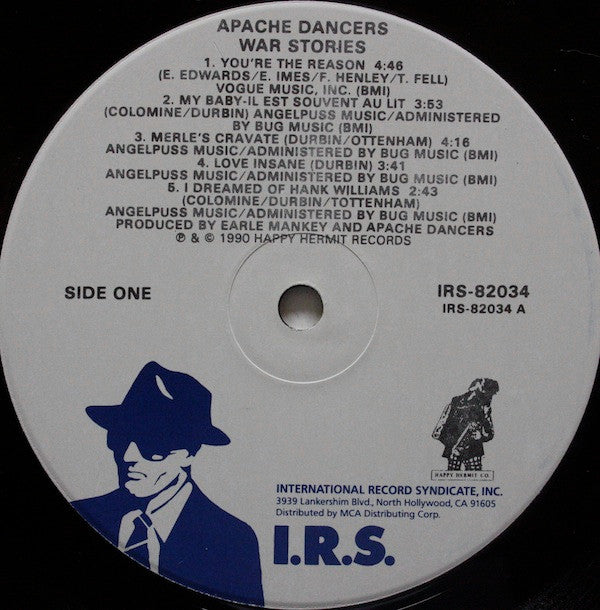 APACHE DANCERS
WAR STORIES
1. YOU'RE THE REASON 4:46
(E. EDWARDS/E. IMES/F. HENLEY/T. FELL)
VOGUE MUSIC, INC. (BMI)
2. MY BABY-IL EST SOUVENT AU LIT 3:53
(COLOMINE/DURBIN) ANGELPUSS MUSIC/ADMINISTERED
BY BUG MUSIC (BMI)
3. MERLE'S CRAVATE (DURBIN/OTTENHAM) 4:16
ANGELPUSS MUSIC/ADMINISTERED BY BUG MUSIC (BMI)
4. LOVE INSANE (DURBIN) 3:41
ANGELPUSS MUSIC/ADMINISTERED BY BUG MUSIC (BMI)
5. I DREAMED OF HANK WILLIAMS 2:43
(COLOMINE/DURBIN/TOTTENHAM)
ANGELPUSS MUSIC/ADMINISTERED BY BUG MUSIC (BMI)
PRODUCED BY EARLE MANKEY AND APACHE DANCERS
℗ & © 1990 HAPPY HERMIT RECORDS
SIDE ONE
IRS-82034
IRS-82034 A
HAPPY HERMIT CO.
INTERNATIONAL RECORD SYNDICATE, INC.
3939 Lankershim Blvd., North Hollywood, CA 91605
Distributed by MCA Distributing Corp.
I.R.S.